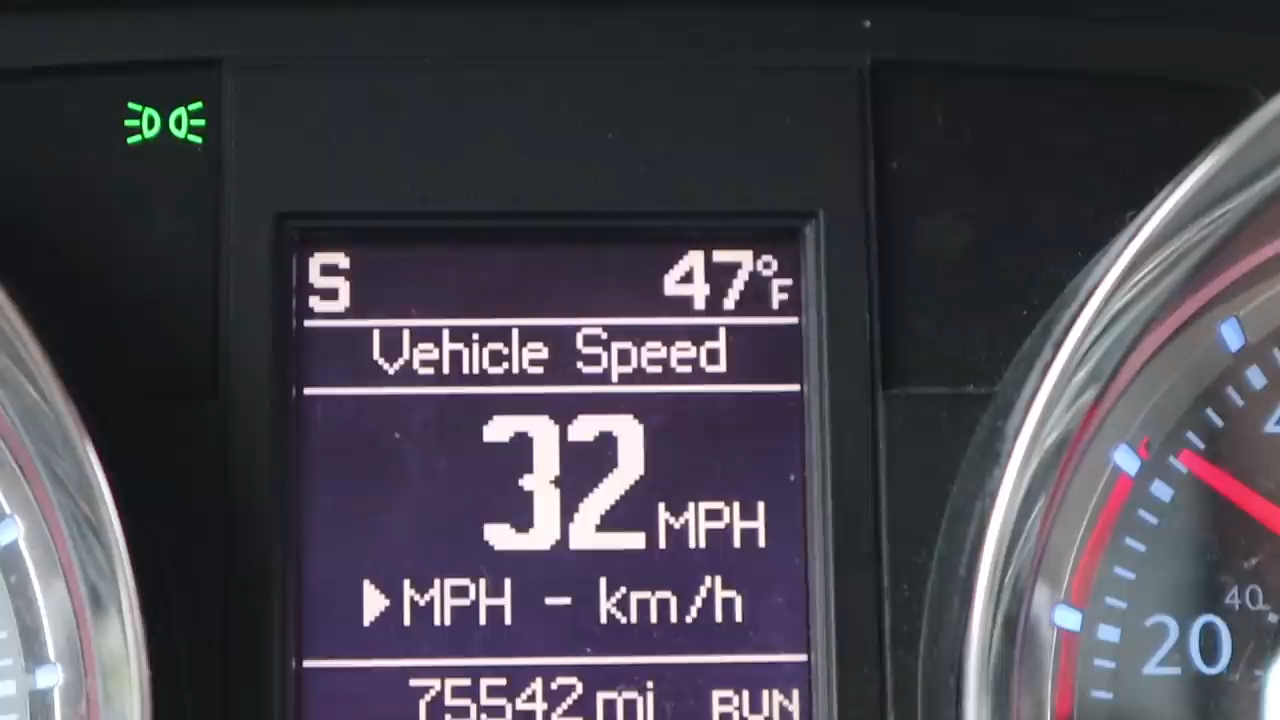 S 47°F
Vehicle Speed
32 MPH
▶MPH - km/h
75542 mi RUN
40
20